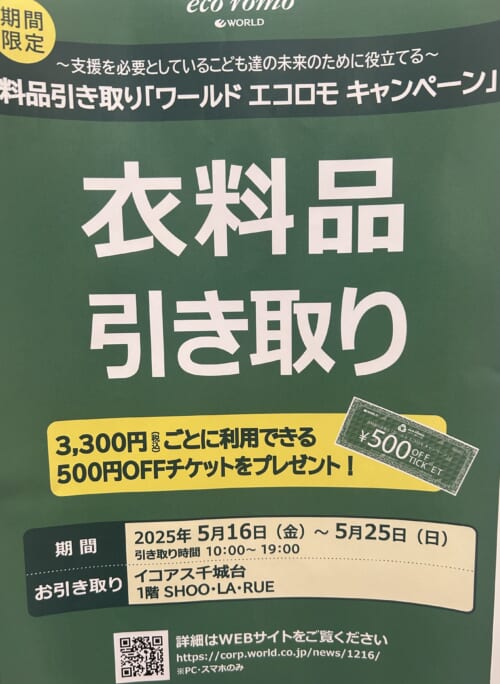 期間
限定
eco romo
WORLD
～支援を必要としているこども達の未来のために役立てる～
料品引き取り「ワールド エコロモ キャンペーン」
衣料品
引き取り
3,300円(税込)ごとに利用できる
500円OFFチケットをプレゼント！
¥500 OFF
TICKET
期間
2025年 5月16日（金）～ 5月25日（日）
引き取り時間 10:00～ 19:00
お引き取り
イコアス千城台
1階 SHOO・LA・RUE
詳細はWEBサイトをご覧ください
https://corp.world.co.jp/news/1216/
※PC・スマホのみ